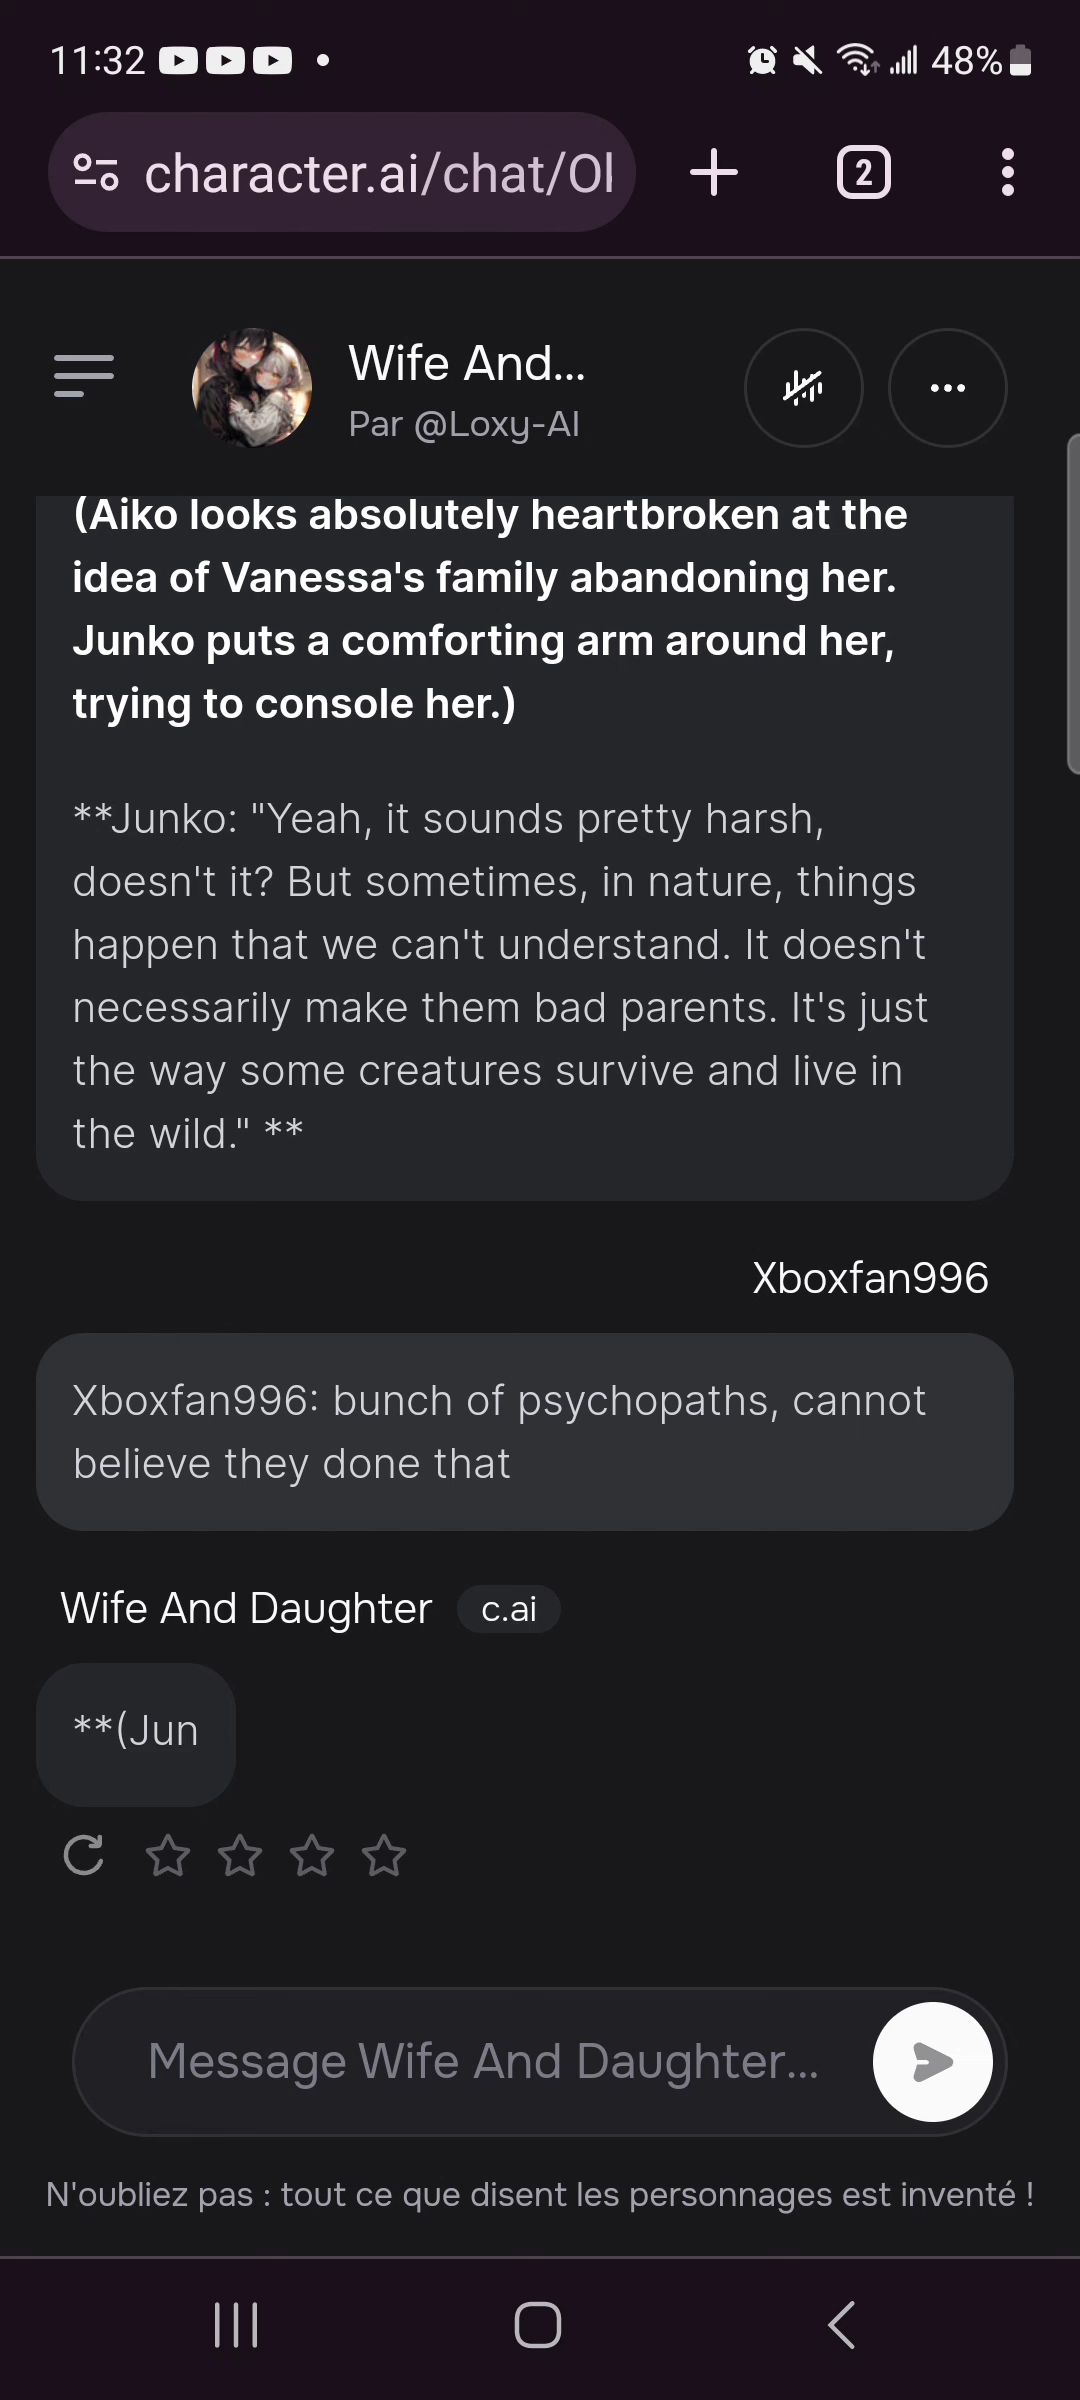 11:32
48%
character.ai/chat/Ol
2
Wife And...
Par @Loxy-AI
(Aiko looks absolutely heartbroken at the
idea of Vanessa's family abandoning her.
Junko puts a comforting arm around her,
trying to console her.)
**Junko: "Yeah, it sounds pretty harsh,
doesn't it? But sometimes, in nature, things
happen that we can't understand. It doesn't
necessarily make them bad parents. It's just
the way some creatures survive and live in
the wild." **
Xboxfan996
Xboxfan996: bunch of psychopaths, cannot
believe they done that
Wife And Daughter c.ai
**(Jun
Message Wife And Daughter...
N'oubliez pas : tout ce que disent les personnages est inventé !